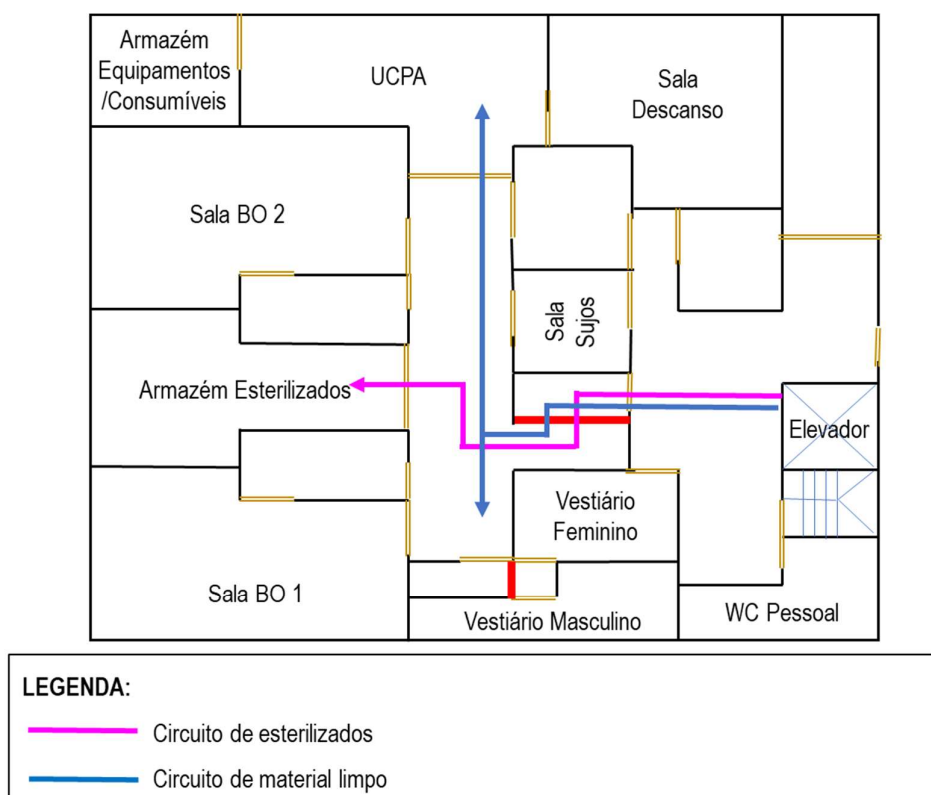 Armazém
Equipamentos
/Consumíveis
UCPA
Sala
Descanso
Sala BO 2
Sala
Sujos
Armazém Esterilizados
Elevador
Vestiário
Feminino
Sala BO 1
Vestiário Masculino
WC Pessoal
LEGENDA:
Circuito de esterilizados
Circuito de material limpo